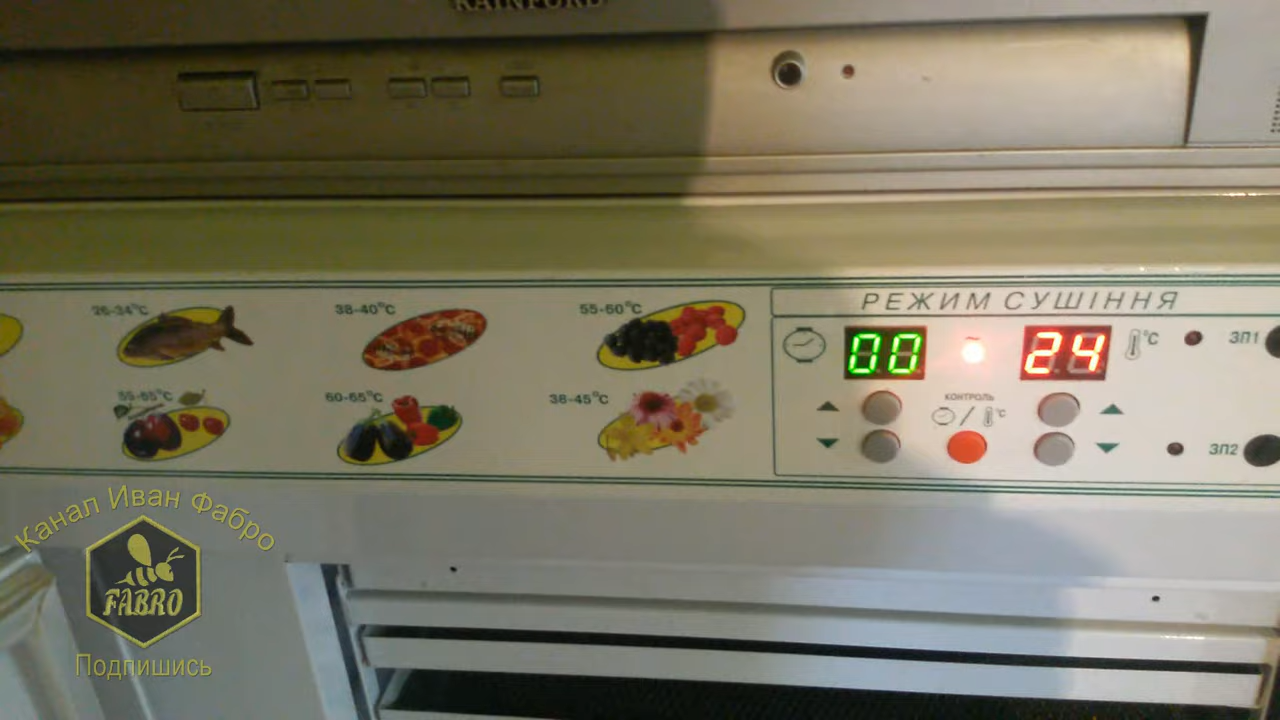 RAINFORD
26-34°C
38-40°C
55-60°C
55-65°C
60-65°C
38-45°C
РЕЖИМ СУШІННЯ
00
24
°C
ЗП1
КОНТРОЛЬ
/ °C
ЗП2
Канал Иван Фабро
FABRO
Подпишись